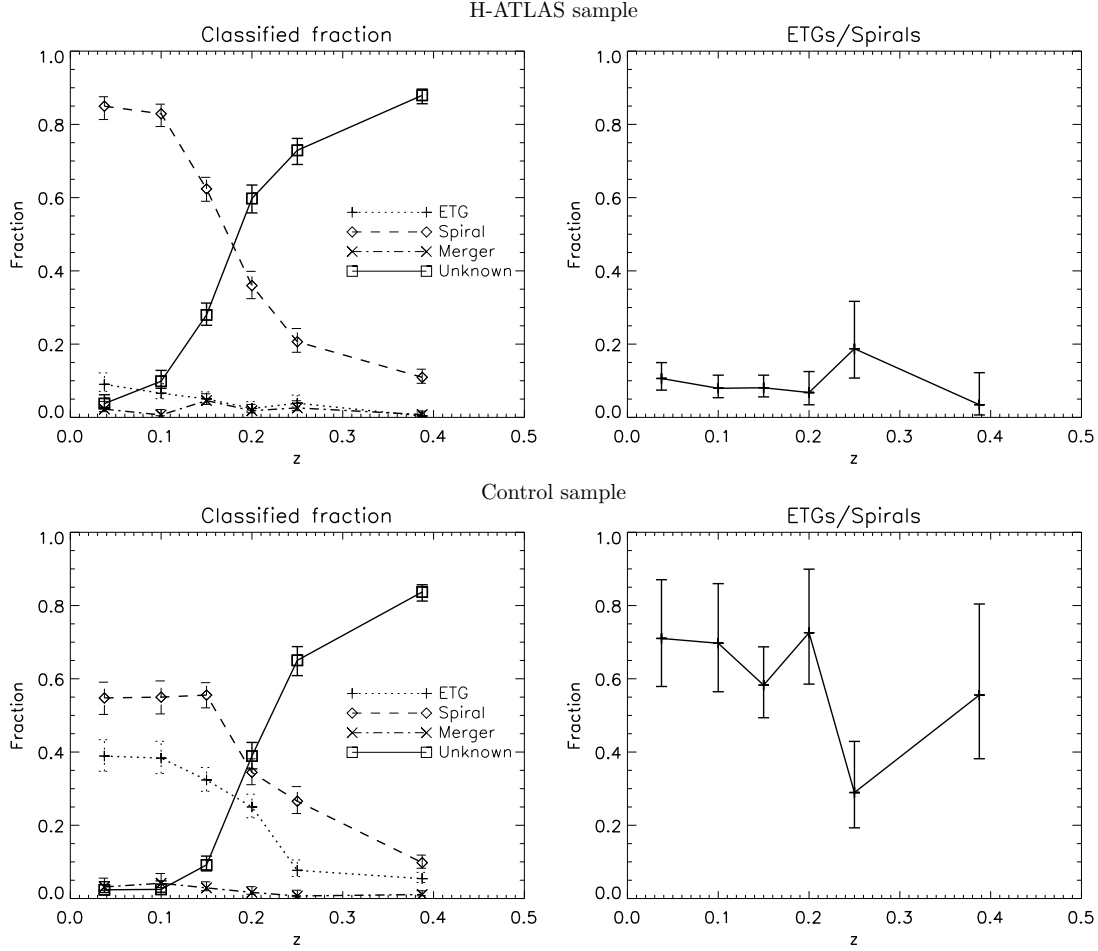 H-ATLAS sample
Classified fraction
1.0
0.8
0.6
0.4
0.2
0.0
Fraction
ETG
Spiral
Merger
Unknown
0.0 0.1 0.2 0.3 0.4 0.5
z
ETGs/Spirals
1.0
0.8
0.6
0.4
0.2
0.0
Fraction
0.0 0.1 0.2 0.3 0.4 0.5
z
Control sample
Classified fraction
1.0
0.8
0.6
0.4
0.2
0.0
Fraction
ETG
Spiral
Merger
Unknown
0.0 0.1 0.2 0.3 0.4 0.5
z
ETGs/Spirals
1.0
0.8
0.6
0.4
0.2
0.0
Fraction
0.0 0.1 0.2 0.3 0.4 0.5
z